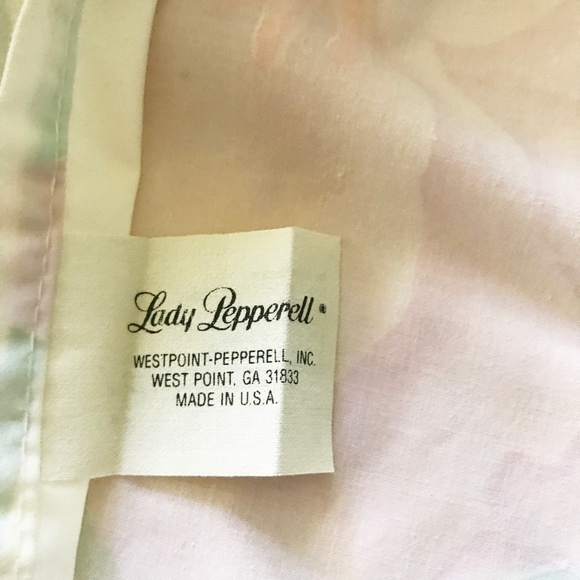 Lady Pepperell®
WESTPOINT-PEPPERELL, INC.
WEST POINT, GA 31833
MADE IN U.S.A.